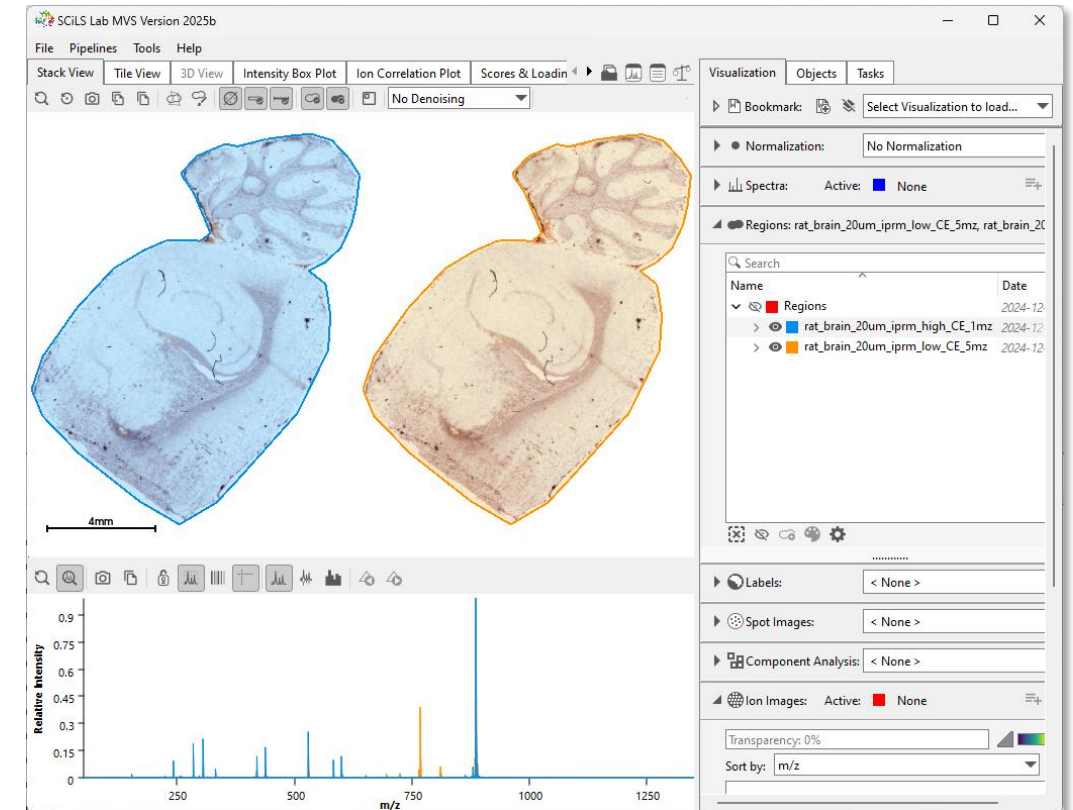 SCiLS Lab MVS Version 2025b
File Pipelines Tools Help
Stack View Tile View 3D View Intensity Box Plot Ion Correlation Plot Scores & Loadin
No Denoising
4mm
Relative Intensity
0.9
0.75
0.6
0.45
0.3
0.15
0
250 500 750 1000 1250
m/z
Visualization Objects Tasks
Bookmark: Select Visualization to load...
Normalization: No Normalization
Spectra: Active: None
Regions: rat_brain_20um_iprm_low_CE_5mz, rat_brain_20
Search
Name Date
Regions 2024-12-
rat_brain_20um_iprm_high_CE_1mz 2024-12-
rat_brain_20um_iprm_low_CE_5mz 2024-12-
Labels: < None >
Spot Images: < None >
Component Analysis: < None >
Ion Images: Active: None
Transparency: 0%
Sort by: m/z